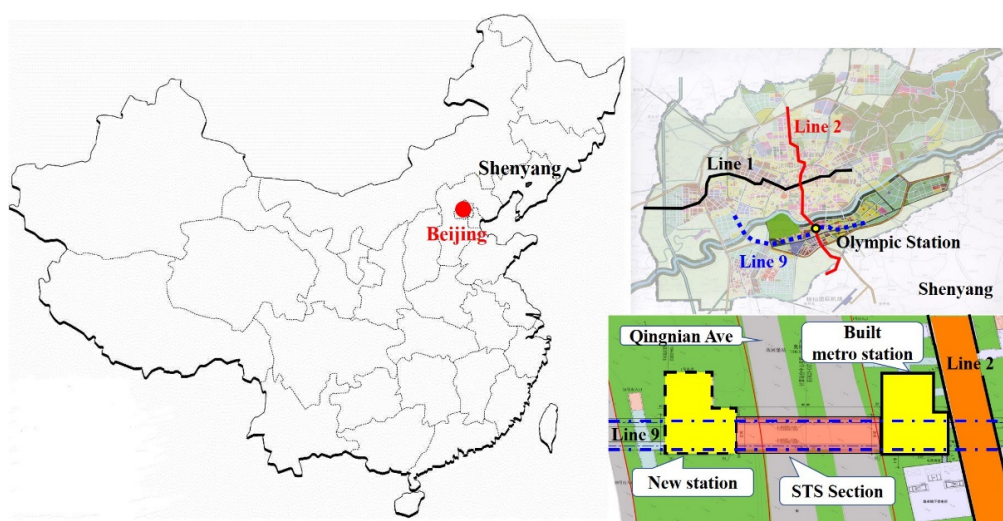 Shenyang
Beijing
Line 2
Line 1
Olympic Station
Line 9
Shenyang
Qingnian Ave
Built
metro station
Line 2
Line 9
New station
STS Section